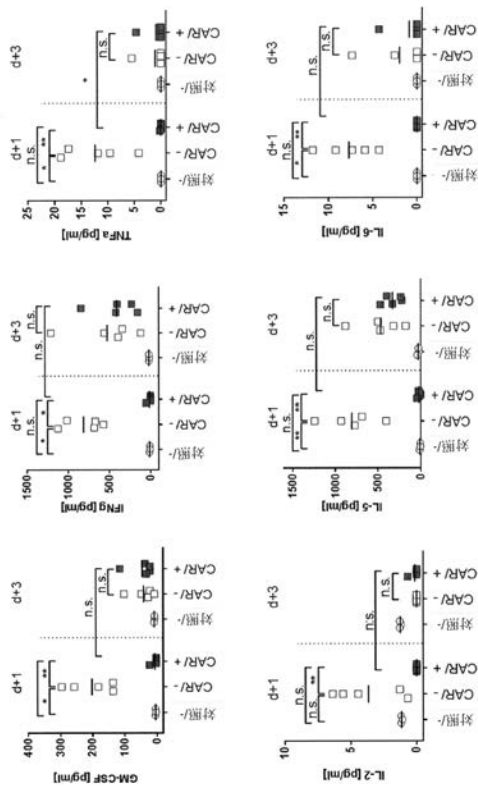 d+1
d+3
n.s.
*
**
n.s.
n.s.
GM-CSF [pg/ml]
400
300
200
100
0
对照/-
CAR/-
CAR/+
对照/-
CAR/-
CAR/+
d+1
d+3
n.s.
*
*
n.s.
n.s.
IFNg [pg/ml]
1500
1000
500
0
对照/-
CAR/-
CAR/+
对照/-
CAR/-
CAR/+
d+1
d+3
n.s.
*
**
*
n.s.
TNFa [pg/ml]
25
20
15
10
5
0
对照/-
CAR/-
CAR/+
对照/-
CAR/-
CAR/+
d+1
d+3
n.s.
n.s.
**
n.s.
n.s.
IL-2 [pg/ml]
10
5
0
对照/-
CAR/-
CAR/+
对照/-
CAR/-
CAR/+
d+1
d+3
n.s.
**
**
n.s.
n.s.
IL-5 [pg/ml]
1500
1000
500
0
对照/-
CAR/-
CAR/+
对照/-
CAR/-
CAR/+
d+1
d+3
n.s.
*
**
n.s.
n.s.
IL-6 [pg/ml]
15
10
5
0
对照/-
CAR/-
CAR/+
对照/-
CAR/-
CAR/+